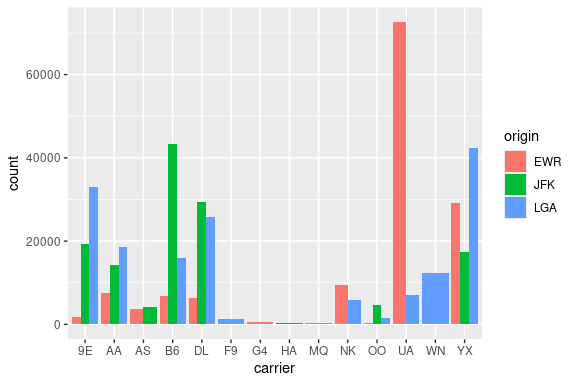 60000
40000
20000
0
count
9E AA AS B6 DL F9 G4 HA MQ NK OO UA WN YX
carrier
origin
EWR
JFK
LGA